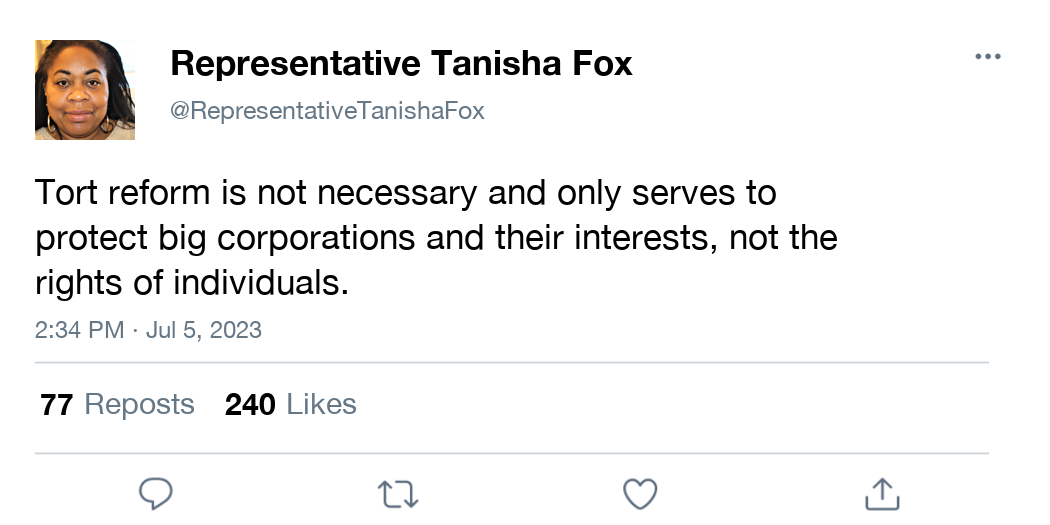 Representative Tanisha Fox
@RepresentativeTanishaFox
Tort reform is not necessary and only serves to
protect big corporations and their interests, not the
rights of individuals.
2:34 PM · Jul 5, 2023
77 Reposts 240 Likes